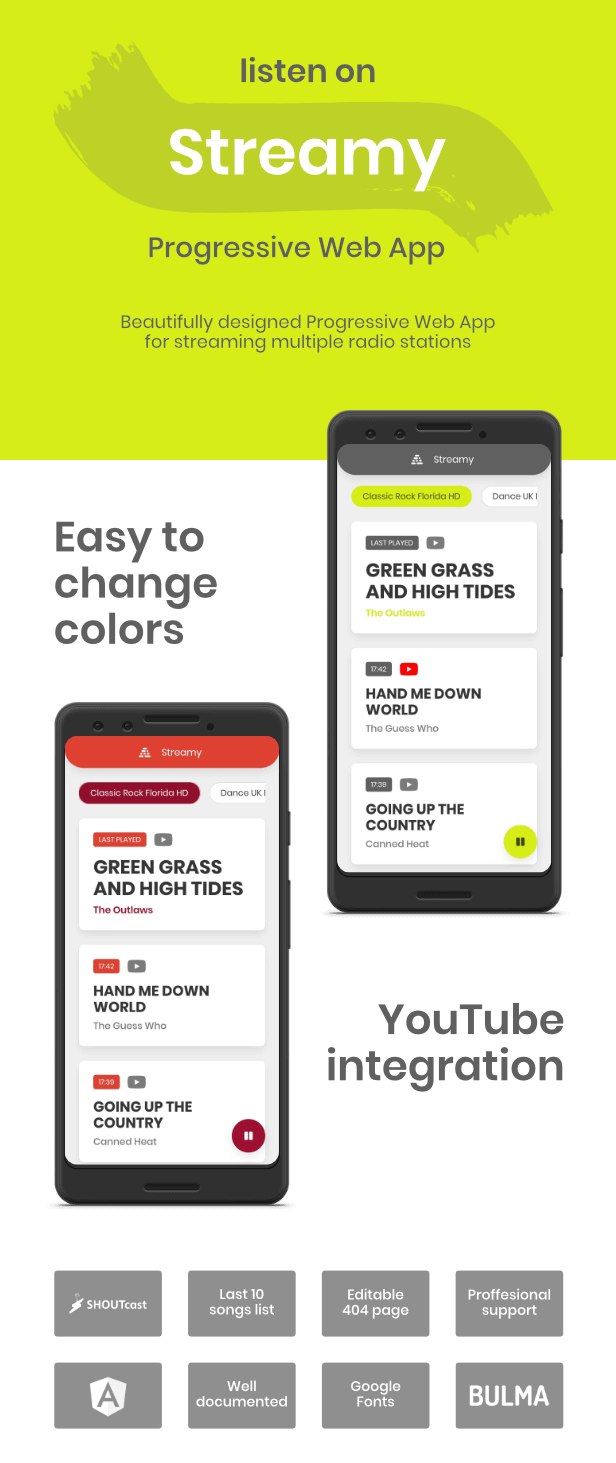 listen on
Streamy
Progressive Web App
Beautifully designed Progressive Web App
for streaming multiple radio stations
Streamy
Classic Rock Florida HD
Dance UK
LAST PLAYED
GREEN GRASS
AND HIGH TIDES
The Outlaws
17:42
HAND ME DOWN
WORLD
The Guess Who
17:39
GOING UP THE
COUNTRY
Canned Heat
Easy to
change
colors
Streamy
Classic Rock Florida HD
Dance UK
LAST PLAYED
GREEN GRASS
AND HIGH TIDES
The Outlaws
17:42
HAND ME DOWN
WORLD
The Guess Who
17:39
GOING UP THE
COUNTRY
Canned Heat
YouTube
integration
SHOUTcast
Last 10
songs list
Editable
404 page
Proffesional
support
A
Well
documented
Google
Fonts
BULMA